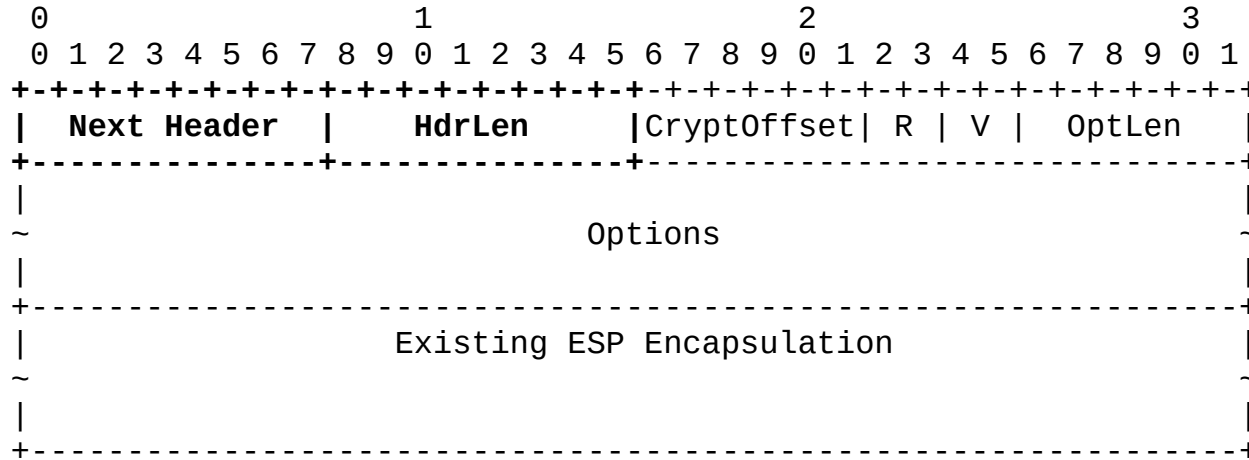 0                   1                   2                   3
0 1 2 3 4 5 6 7 8 9 0 1 2 3 4 5 6 7 8 9 0 1 2 3 4 5 6 7 8 9 0 1
+-+-+-+-+-+-+-+-+-+-+-+-+-+-+-+-+-+-+-+-+-+-+-+-+-+-+-+-+-+-+-+-+
|  Next Header  |    HdrLen     |CryptOffset| R | V |  OptLen   |
+---------------+---------------+-------------------------------+
|                                                               |
~                            Options                            ~
|                                                               |
+---------------------------------------------------------------+
|                  Existing ESP Encapsulation                   |
~                                                               ~
|                                                               |
+---------------------------------------------------------------+